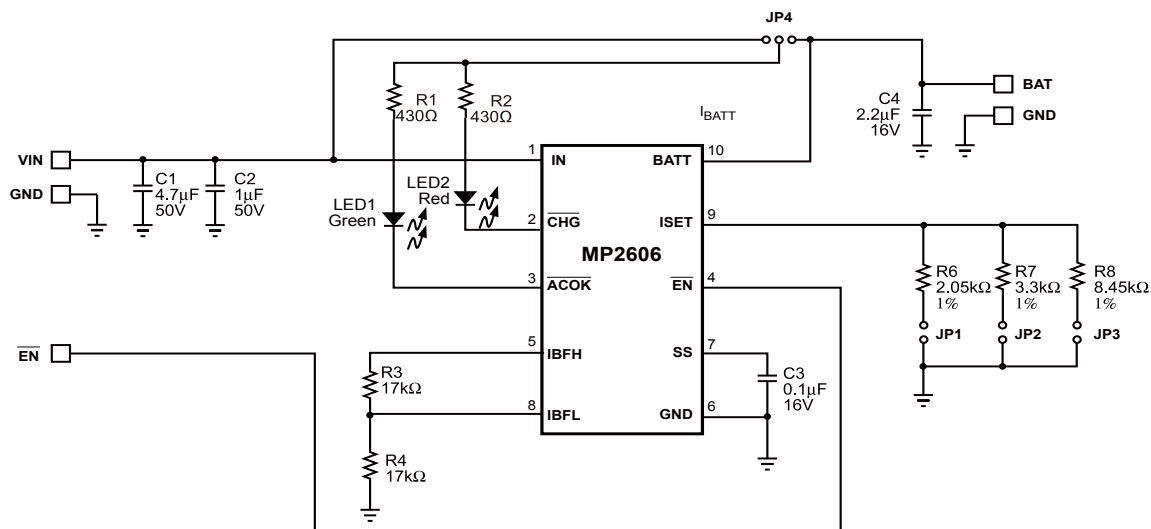 JP4
R1
430Ω
R2
430Ω
I_BATT
C4
2.2μF
16V
BAT
GND
VIN
GND
C1
4.7μF
50V
C2
1μF
50V
LED1
Green
LED2
Red
1
IN
BATT
10
2
CHG
ISET
9
MP2606
3
ACOK
EN
4
R6
2.05kΩ
1%
R7
3.3kΩ
1%
R8
8.45kΩ
1%
JP1
JP2
JP3
EN
5
IBFH
SS
7
R3
17kΩ
C3
0.1μF
16V
8
IBFL
GND
6
R4
17kΩ